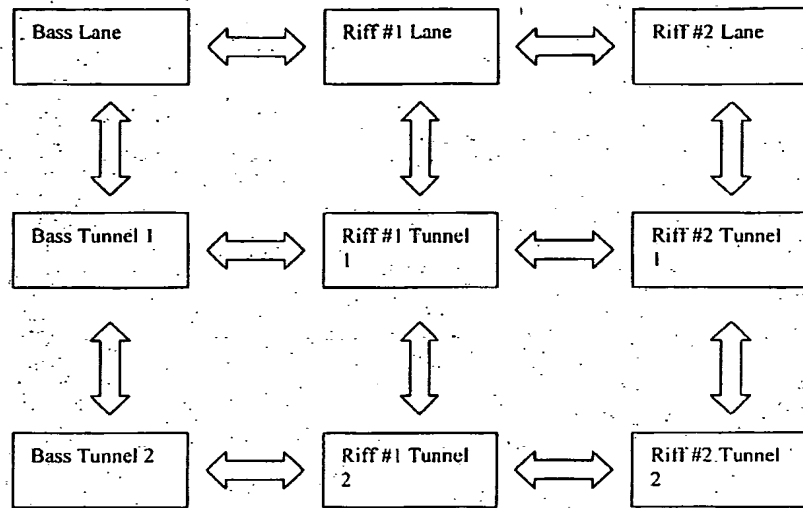 Bass Lane
Riff #1 Lane
Riff #2 Lane
Bass Tunnel 1
Riff #1 Tunnel
1
Riff #2 Tunnel
1
Bass Tunnel 2
Riff #1 Tunnel
2
Riff #2 Tunnel
2